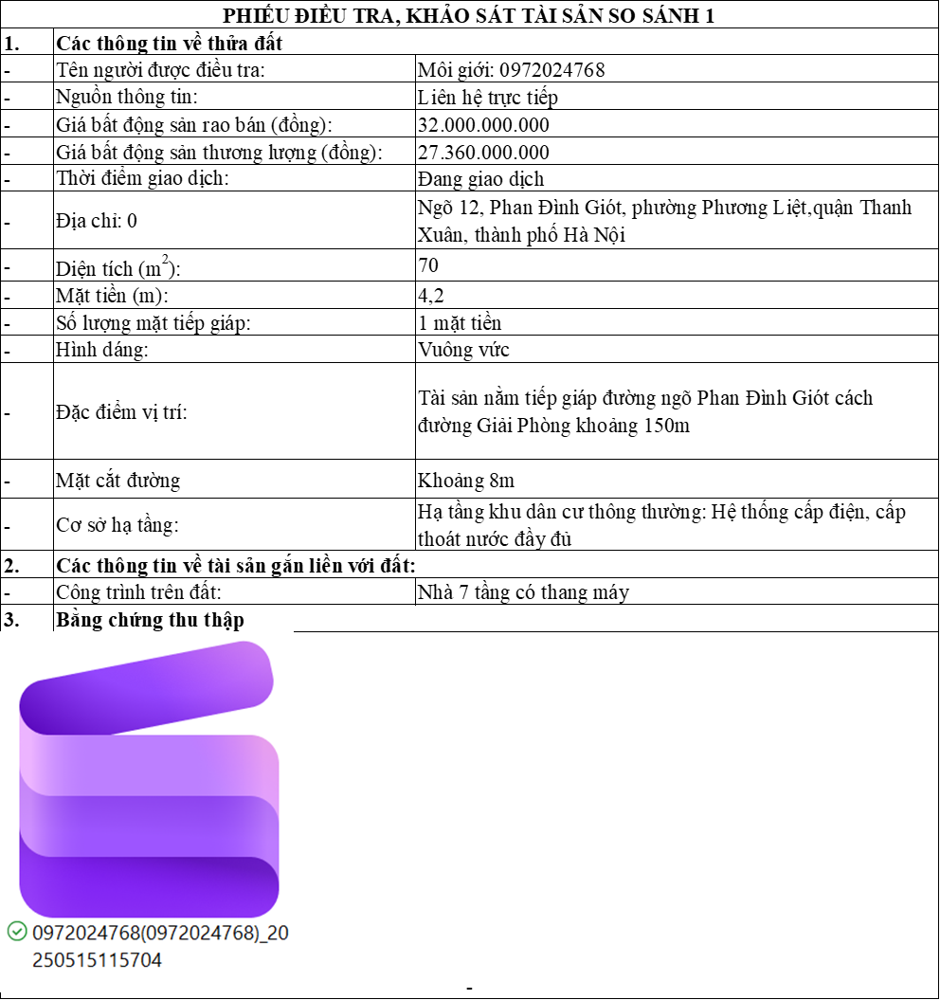 PHIẾU ĐIỀU TRA, KHẢO SÁT TÀI SẢN SO SÁNH 1
1. Các thông tin về thửa đất
- Tên người được điều tra: Môi giới: 0972024768
- Nguồn thông tin: Liên hệ trực tiếp
- Giá bất động sản rao bán (đồng): 32.000.000.000
- Giá bất động sản thương lượng (đồng): 27.360.000.000
- Thời điểm giao dịch: Đang giao dịch
- Địa chỉ: 0 Ngõ 12, Phan Đình Giót, phường Phương Liệt,quận Thanh
Xuân, thành phố Hà Nội
- Diện tích (m²): 70
- Mặt tiền (m): 4,2
- Số lượng mặt tiếp giáp: 1 mặt tiền
- Hình dáng: Vuông vức
- Đặc điểm vị trí: Tài sản nằm tiếp giáp đường ngõ Phan Đình Giót cách
đường Giải Phòng khoảng 150m
- Mặt cắt đường Khoảng 8m
- Cơ sở hạ tầng: Hạ tầng khu dân cư thông thường: Hệ thống cấp điện, cấp
thoát nước đầy đủ
2. Các thông tin về tài sản gắn liền với đất:
- Công trình trên đất: Nhà 7 tầng có thang máy
3. Bằng chứng thu thập
0972024768(0972024768)_20
250515115704
-